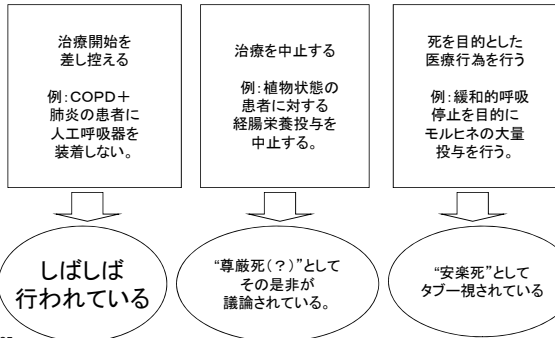 治療開始を
差し控える
例:COPD+
肺炎の患者に
人工呼吸器を
装着しない。
治療を中止する
例:植物状態の
患者に対する
経腸栄養投与を
中止する。
死を目的とした
医療行為を行う
例:緩和的呼吸
停止を目的に
モルヒネの大量
投与を行う。
しばしば
行われている
“尊厳死(?)”として
その是非が
議論されている。
“安楽死”として
タブー視されている